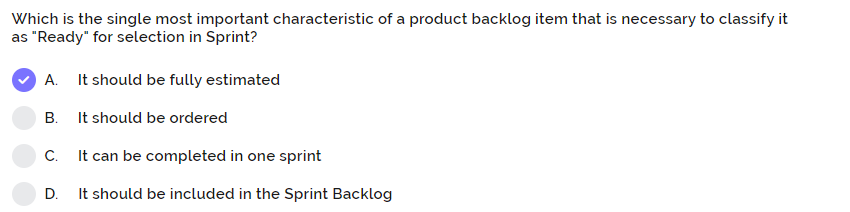 Which is the single most important characteristic of a product backlog item that is necessary to classify it
as "Ready" for selection in Sprint?
A. It should be fully estimated
B. It should be ordered
C. It can be completed in one sprint
D. It should be included in the Sprint Backlog